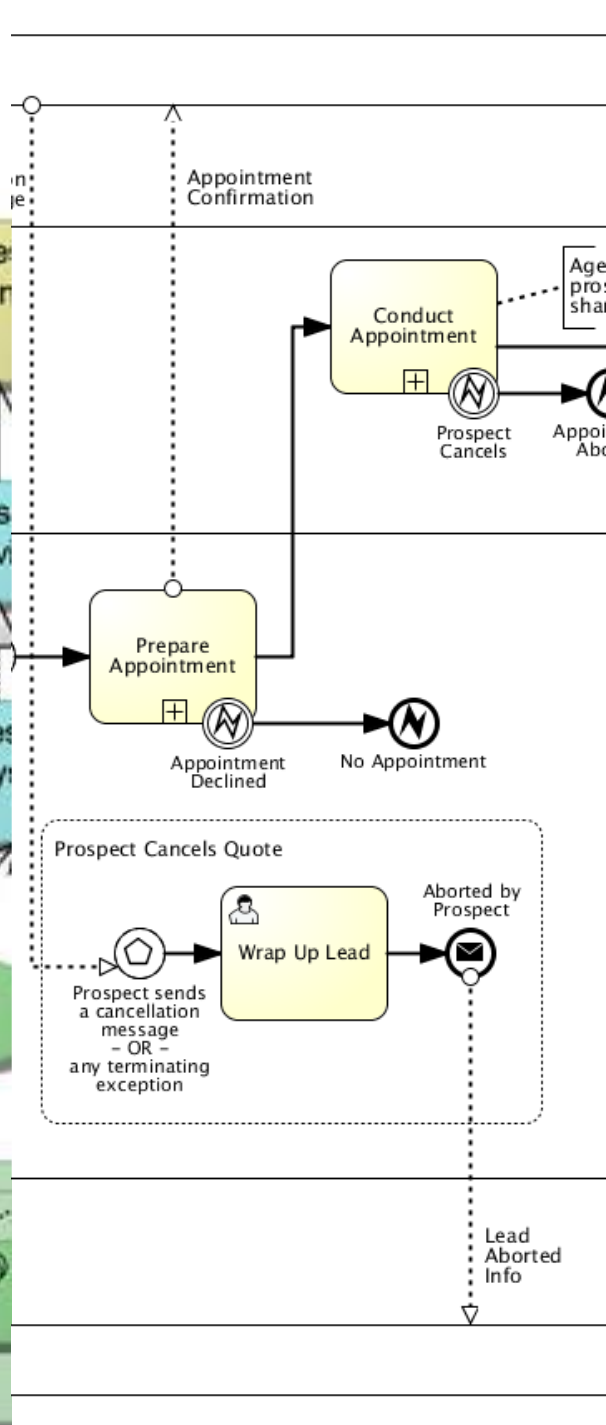 Appointment
Confirmation
Conduct
Appointment
Prospect
Cancels
Prepare
Appointment
Appointment
Declined
No Appointment
Prospect Cancels Quote
Aborted by
Prospect
Wrap Up Lead
Prospect sends
a cancellation
message
- OR -
any terminating
exception
Lead
Aborted
Info